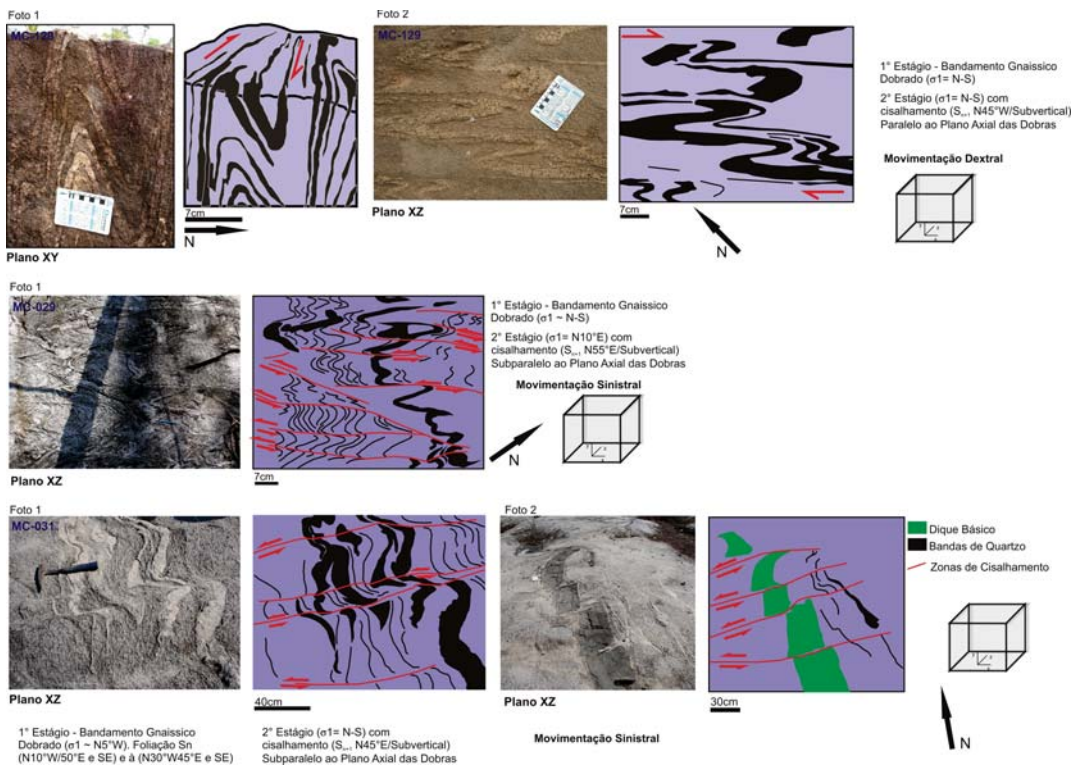 Foto 1
MC-128
Plano XY
7cm
N
Foto 2
MC-129
Plano XZ
7cm
N
1° Estágio - Bandamento Gnaissico
Dobrado (σ1= N-S)
2° Estágio (σ1= N-S) com
cisalhamento (Sn+1, N45°W/Subvertical)
Paralelo ao Plano Axial das Dobras
Movimentação Dextral
Foto 1
MC-029
Plano XZ
7cm
N
1° Estágio - Bandamento Gnaissico
Dobrado (σ1 ~ N-S)
2° Estágio (σ1= N10°E) com
cisalhamento (Sn+1, N55°E/Subvertical)
Subparalelo ao Plano Axial das Dobras
Movimentação Sinistral
Foto 1
MC-031
Plano XZ
40cm
Foto 2
Plano XZ
30cm
Dique Básico
Bandas de Quartzo
Zonas de Cisalhamento
N
1° Estágio - Bandamento Gnaissico
Dobrado (σ1 ~ N5°W). Foliação Sn
(N10°W/50°E e SE) e à (N30°W45°E e SE)
2° Estágio (σ1= N-S) com
cisalhamento (Sn+1, N45°E/Subvertical)
Subparalelo ao Plano Axial das Dobras
Movimentação Sinistral